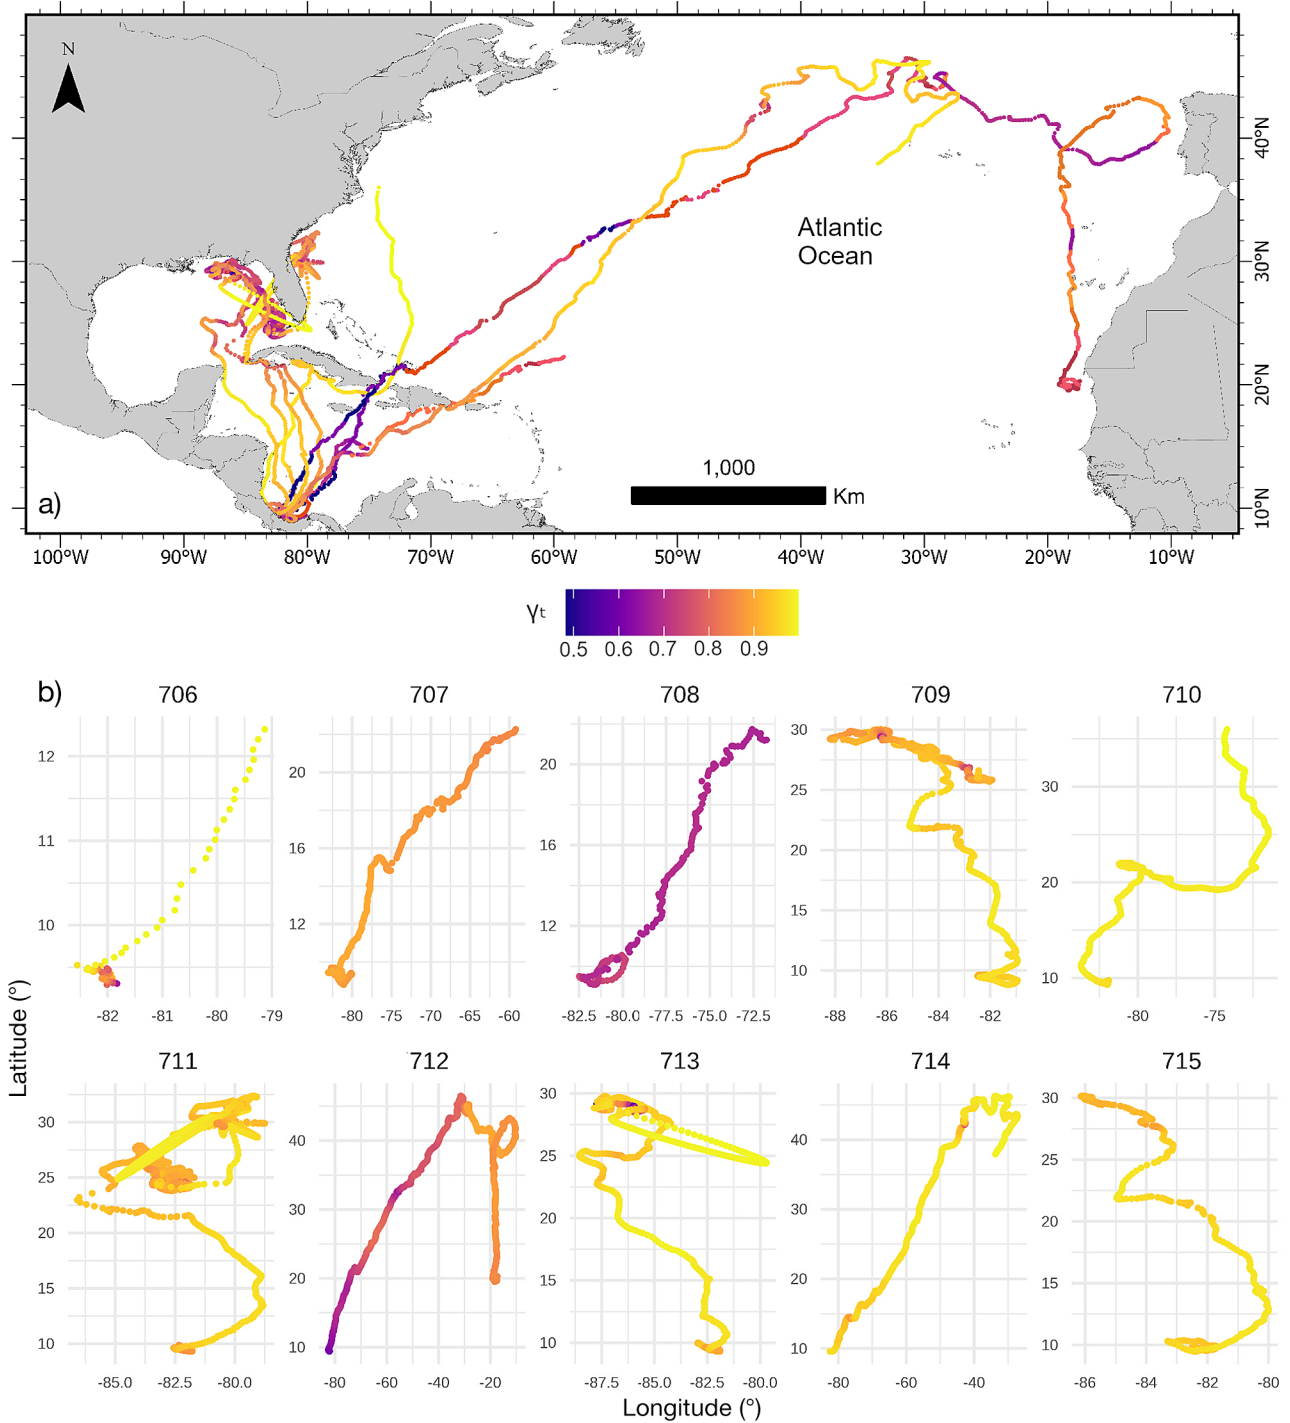 N
Atlantic
Ocean
1,000
Km
a)
40°N
30°N
20°N
10°N
100°W 90°W 80°W 70°W 60°W 50°W 40°W 30°W 20°W 10°W
γt
0.5 0.6 0.7 0.8 0.9
b)
706 707 708 709 710
12
11
10
-82 -81 -80 -79
20
16
12
-80 -75 -70 -65 -60
20
16
12
-82.5 -80.0 -77.5 -75.0 -72.5
30
25
20
15
10
-88 -86 -84 -82
30
20
10
-80 -75
711 712 713 714 715
30
25
20
15
10
-85.0 -82.5 -80.0
40
30
20
10
-80 -60 -40 -20
30
25
20
15
10
-87.5 -85.0 -82.5 -80.0
40
30
20
10
-80 -60 -40
30
25
20
15
10
-86 -84 -82 -80
Latitude (°)
Longitude (°)